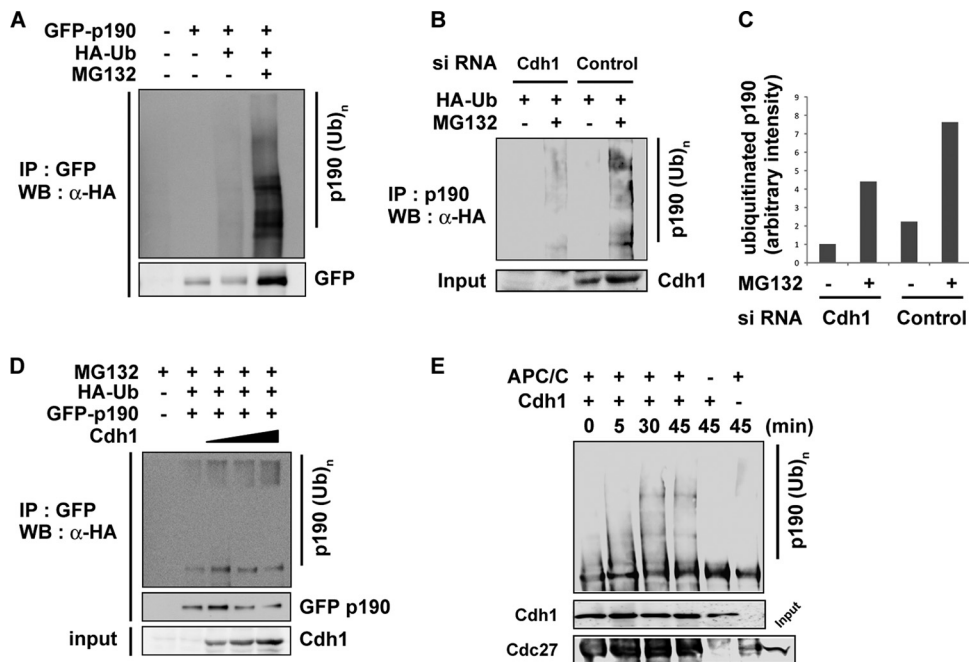 A
GFP-p190 - + + +
HA-Ub - - + +
MG132 - - - +
IP : GFP
WB : α-HA
p190 (Ub)n
GFP
B
si RNA Cdh1 Control
HA-Ub + + + +
MG132 - + - +
IP : p190
WB : α-HA
p190 (Ub)n
Input Cdh1
C
ubiquitinated p190
(arbitrary intensity)
9
8
7
6
5
4
3
2
1
0
MG132 - + - +
si RNA Cdh1 Control
D
MG132 + + + + +
HA-Ub - + + + +
GFP-p190 - + + + +
Cdh1
IP : GFP
WB : α-HA
p190 (Ub)n
GFP p190
input Cdh1
E
APC/C + + + + - +
Cdh1 + + + + + -
0 5 30 45 45 45 (min)
p190 (Ub)n
Cdh1
Input
Cdc27